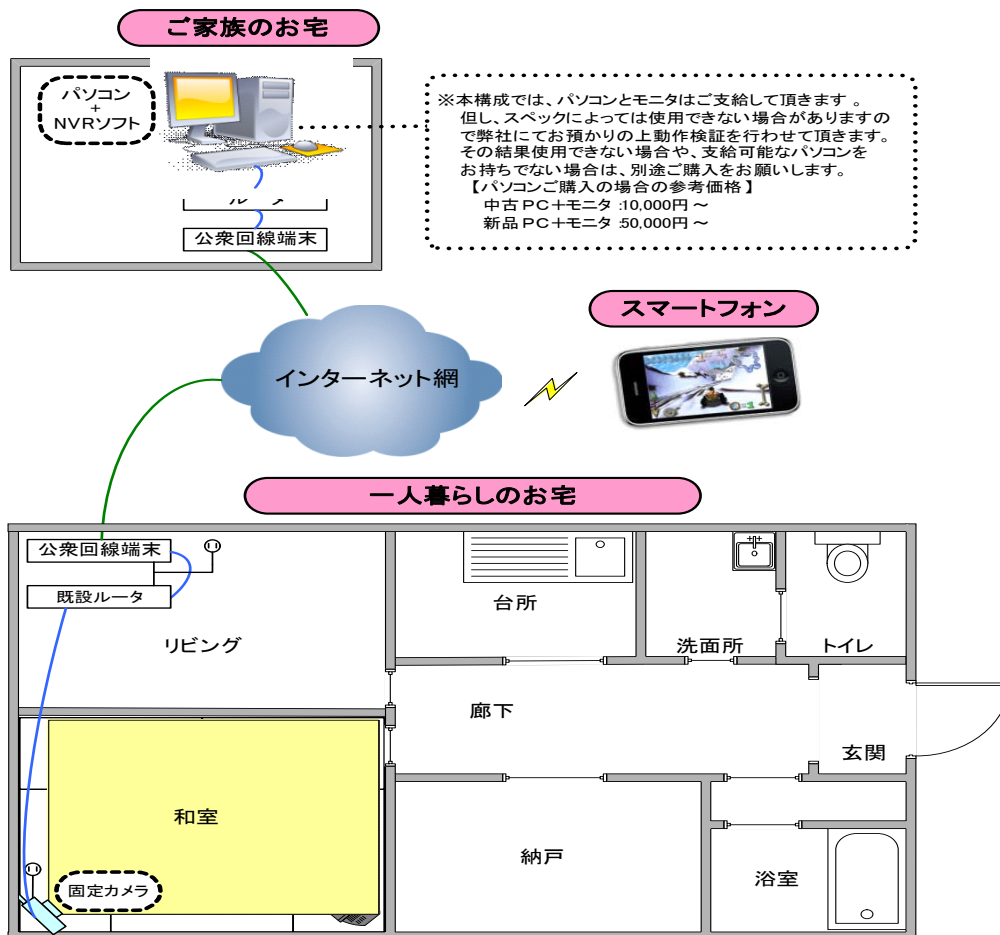 ご家族のお宅
パソコン
+
NVRソフト
※本構成では、パソコンとモニタはご支給して頂きます。
但し、スペックによっては使用できない場合がありますの
で弊社にてお預かりの上動作検証を行わせて頂きます。
その結果使用できない場合や、支給可能なパソコンを
お持ちでない場合は、別途ご購入をお願いします。
【パソコンご購入の場合の参考価格】
中古PC+モニタ :10,000円~
新品PC+モニタ :50,000円~
ルータ
公衆回線端末
スマートフォン
インターネット網
一人暮らしのお宅
公衆回線端末
既設ルータ
リビング
台所
洗面所
トイレ
廊下
玄関
和室
固定カメラ
納戸
浴室